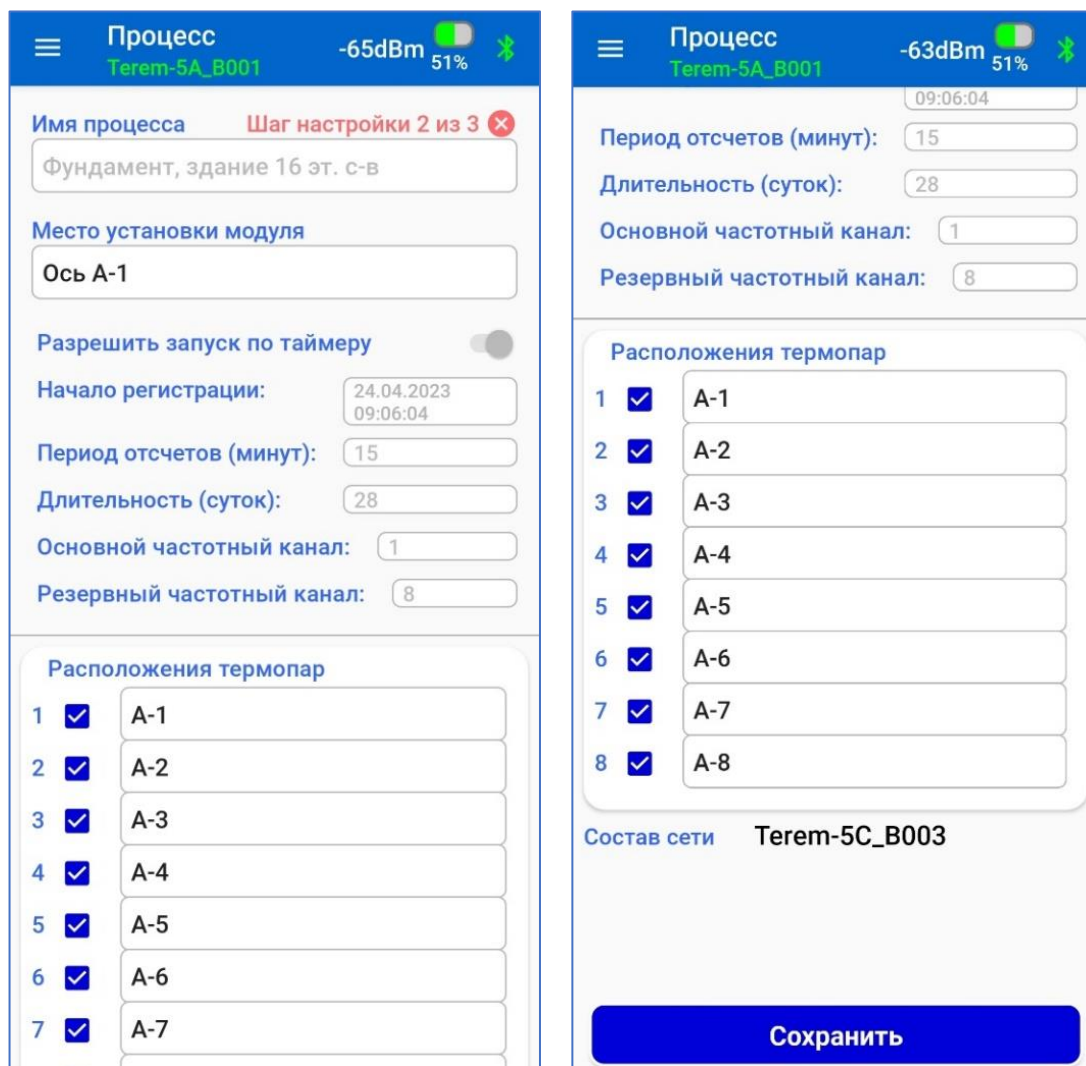 Процесс
Terem-5A_B001
-65dBm
51%
Имя процесса
Шаг настройки 2 из 3
Фундамент, здание 16 эт. с-в
Место установки модуля
Ось А-1
Разрешить запуск по таймеру
Начало регистрации:
24.04.2023
09:06:04
Период отсчетов (минут): 15
Длительность (суток): 28
Основной частотный канал: 1
Резервный частотный канал: 8
Расположения термопар
1 А-1
2 А-2
3 А-3
4 А-4
5 А-5
6 А-6
7 А-7
Процесс
Terem-5A_B001
-63dBm
51%
09:06:04
Период отсчетов (минут): 15
Длительность (суток): 28
Основной частотный канал: 1
Резервный частотный канал: 8
Расположения термопар
1 А-1
2 А-2
3 А-3
4 А-4
5 А-5
6 А-6
7 А-7
8 А-8
Состав сети Terem-5C_B003
Сохранить